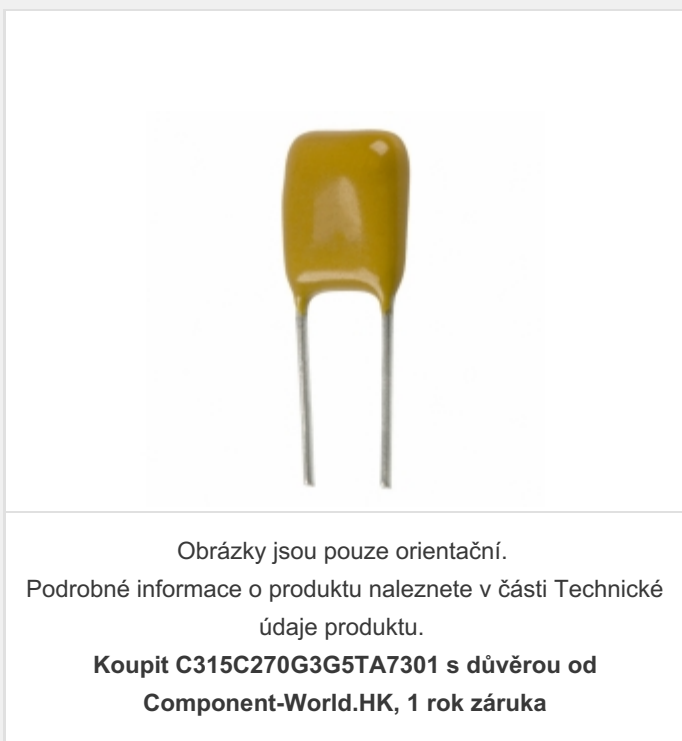 Obrázky jsou pouze orientační.
Podrobné informace o produktu naleznete v části Technické
údaje produktu.
Koupit C315C270G3G5TA7301 s důvěrou od
Component-World.HK, 1 rok záruka